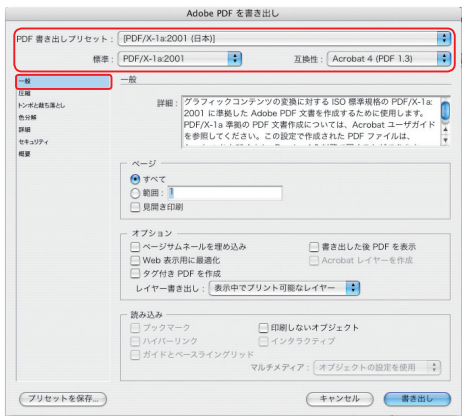 Adobe PDF を書き出し
PDF 書き出しプリセット： [PDF/X-1a:2001 (日本)]
標準： PDF/X-1a:2001 互換性： Acrobat 4 (PDF 1.3)
一般
圧縮
トンボと裁ち落とし
色分解
詳細
セキュリティ
概要
一般
詳細： グラフィックコンテンツの変換に対する ISO 標準規格の PDF/X-1a:
2001 に準拠した Adobe PDF 文書を作成するために使用します。
PDF/X-1a 準拠の PDF 文書作成については、Acrobat ユーザガイド
を参照してください。この設定で作成された PDF ファイルは、
ページ
すべて
範囲： 1
見開き印刷
オプション
ページサムネールを埋め込み 書き出した後 PDF を表示
Web 表示用に最適化 Acrobat レイヤーを作成
タグ付き PDF を作成
レイヤー書き出し： 表示中でプリント可能なレイヤー
読み込み
ブックマーク 印刷しないオブジェクト
ハイパーリンク インタラクティブ
ガイドとベースライングリッド
マルチメディア： オブジェクトの設定を使用
プリセットを保存... キャンセル 書き出し